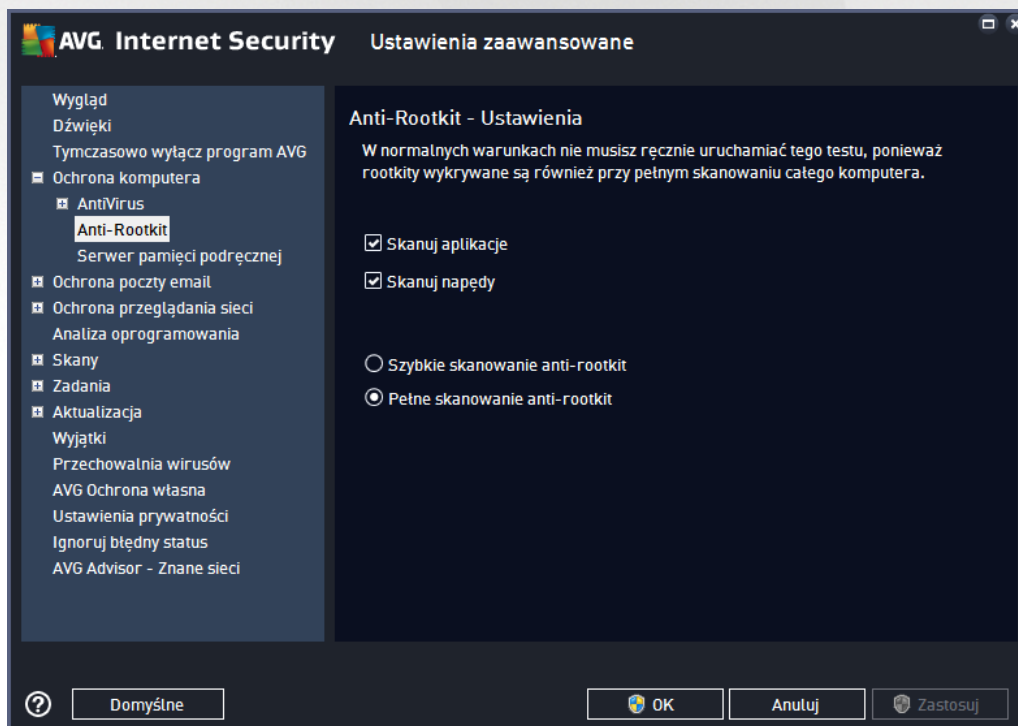 AVG. Internet Security Ustawienia zaawansowane
Wygląd
Dźwięki
Tymczasowo wyłącz program AVG
Ochrona komputera
AntiVirus
Anti-Rootkit
Serwer pamięci podręcznej
Ochrona poczty email
Ochrona przeglądania sieci
Analiza oprogramowania
Skany
Zadania
Aktualizacja
Wyjątki
Przechowalnia wirusów
AVG Ochrona własna
Ustawienia prywatności
Ignoruj błędny status
AVG Advisor - Znane sieci
Anti-Rootkit - Ustawienia
W normalnych warunkach nie musisz ręcznie uruchamiać tego testu, ponieważ
rootkity wykrywane są również przy pełnym skanowaniu całego komputera.
Skanuj aplikacje
Skanuj napędy
Szybkie skanowanie anti-rootkit
Pełne skanowanie anti-rootkit
? Domyślne OK Anuluj Zastosuj